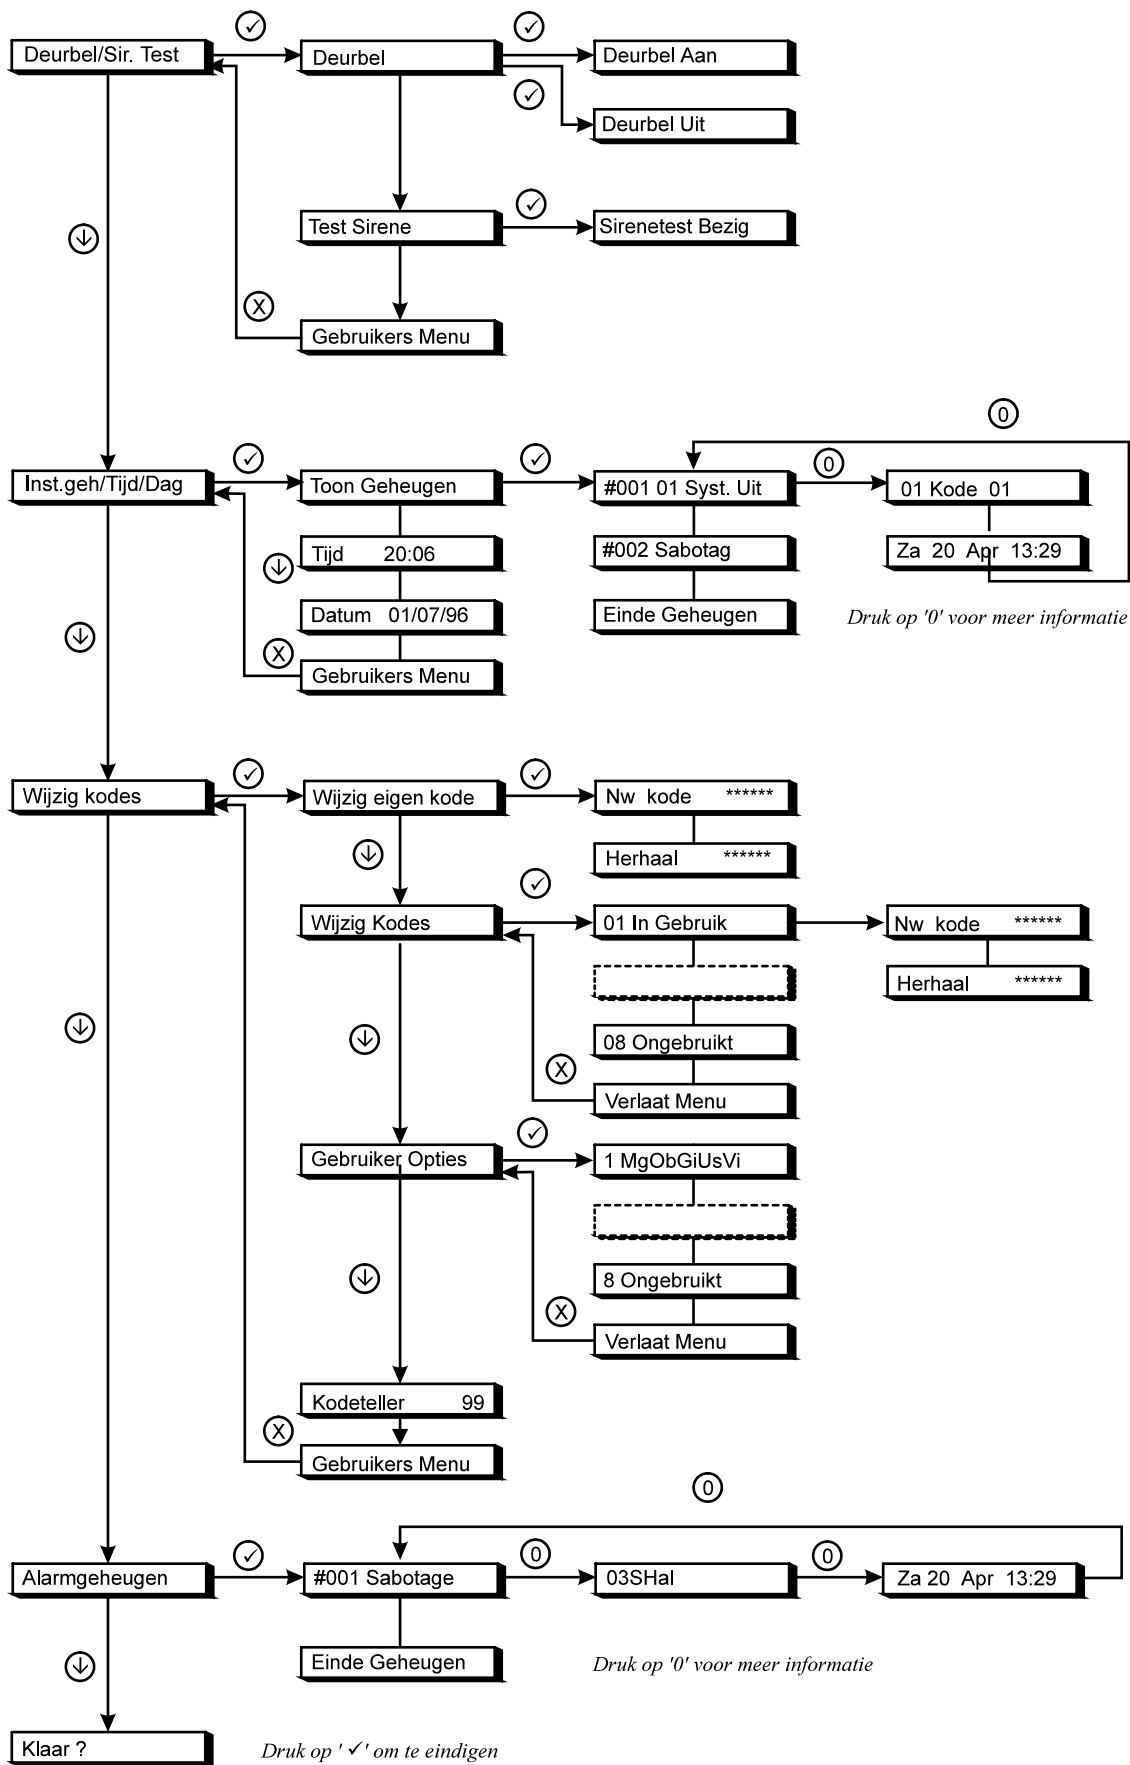 Deurbel/Sir. Test
✓
Deurbel
✓
Deurbel Aan
✓
Deurbel Uit
↓
Test Sirene
✓
Sirenetest Bezig
X
Gebruikers Menu
0
Inst.geh/Tijd/Dag
✓
Toon Geheugen
✓
#001 01 Syst. Uit
0
01 Kode 01
↓
Tijd 20:06
#002 Sabotag
Za 20 Apr 13:29
↓
Datum 01/07/96
Einde Geheugen
Druk op '0' voor meer informatie
X
Gebruikers Menu
Wijzig kodes
✓
Wijzig eigen kode
✓
Nw kode ******
↓
Herhaal ******
Wijzig Kodes
✓
01 In Gebruik
Nw kode ******
Herhaal ******
↓
↓
08 Ongebruikt
X
Verlaat Menu
Gebruiker Opties
✓
1 MgObGiUsVi
↓
8 Ongebruikt
X
Verlaat Menu
Kodeteller 99
X
Gebruikers Menu
0
Alarmgeheugen
✓
#001 Sabotage
0
03SHal
0
Za 20 Apr 13:29
↓
Einde Geheugen
Druk op '0' voor meer informatie
Klaar ?
Druk op ' ✓' om te eindigen